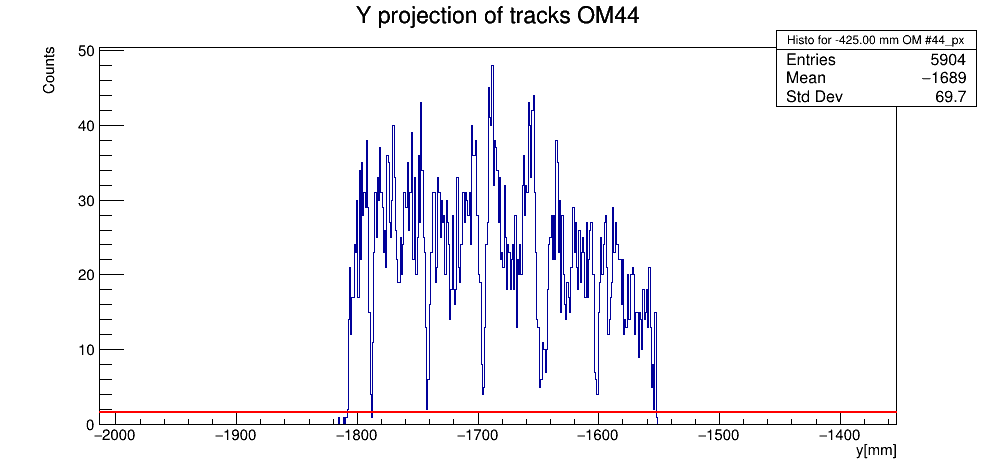 Y projection of tracks OM44
Histo for -425.00 mm OM #44_px
Entries 5904
Mean −1689
Std Dev 69.7
Counts
50
40
30
20
10
0
−2000 −1900 −1800 −1700 −1600 −1500 −1400
y[mm]